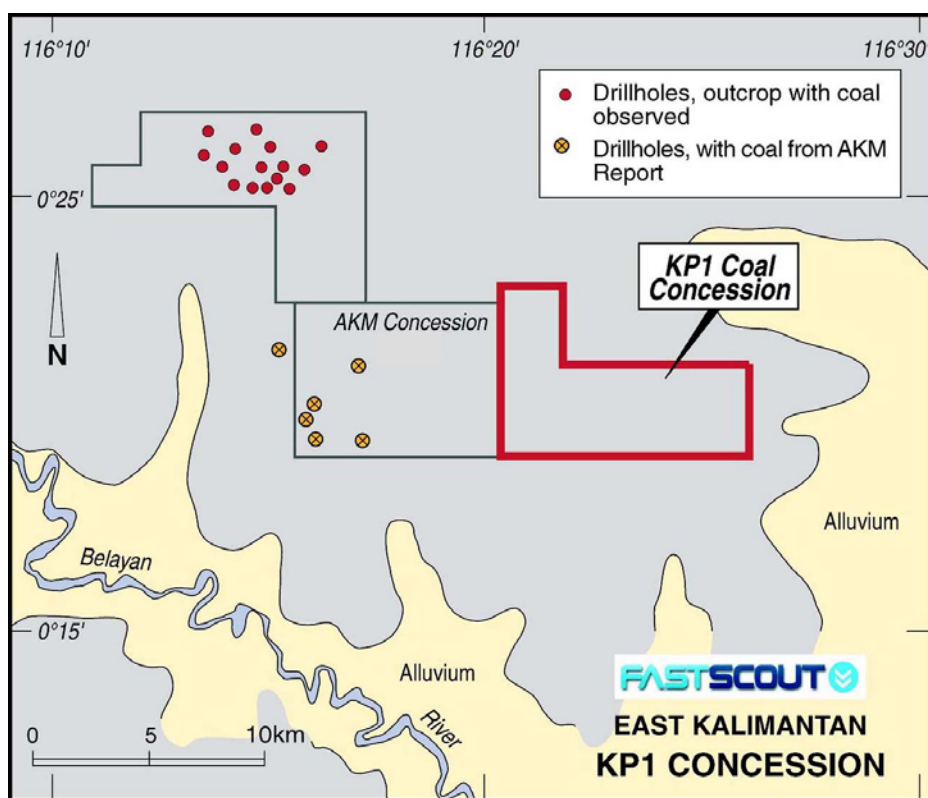 116°10'
116°20'
116°30'
Drillholes, outcrop with coal
observed
Drillholes, with coal from AKM
Report
0°25'
KP1 Coal
Concession
N
AKM Concession
Alluvium
Belayan
0°15'
Alluvium
River
FASTSCOUT
0 5 10km
EAST KALIMANTAN
KP1 CONCESSION